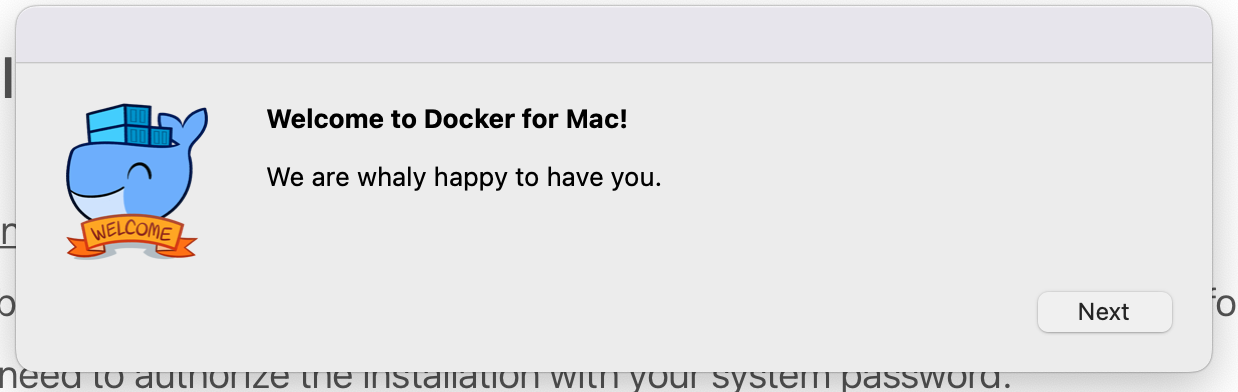 Welcome to Docker for Mac!
We are whaly happy to have you.
WELCOME
Next
need to authorize the installation with your system password.